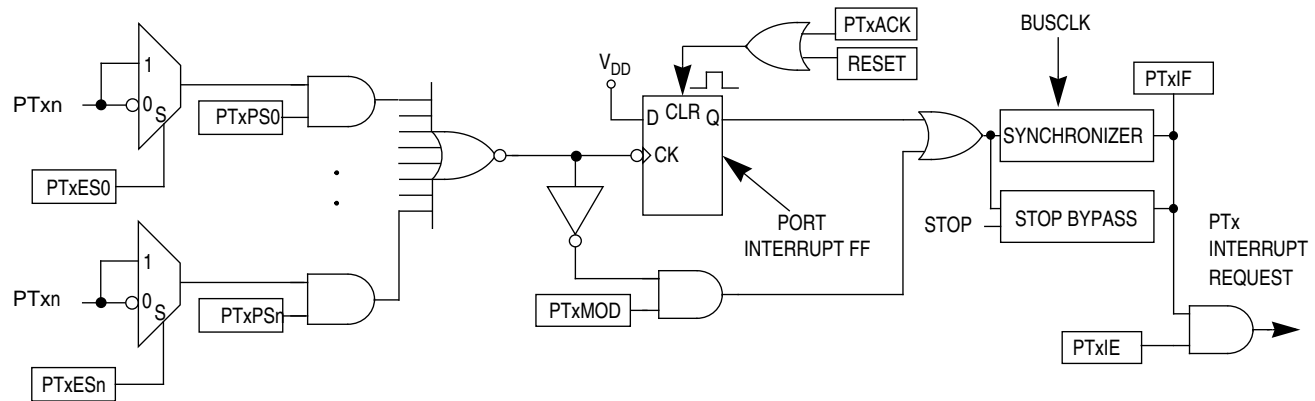 PTxn
1
0
S
PTxES0
PTxPS0
PTxn
1
0
S
PTxESn
PTxPSn
VDD
D
CLR
Q
CK
PTxACK
RESET
PORT
INTERRUPT FF
PTxMOD
BUSCLK
SYNCHRONIZER
STOP
STOP BYPASS
PTxIF
PTx
INTERRUPT
REQUEST
PTxIE